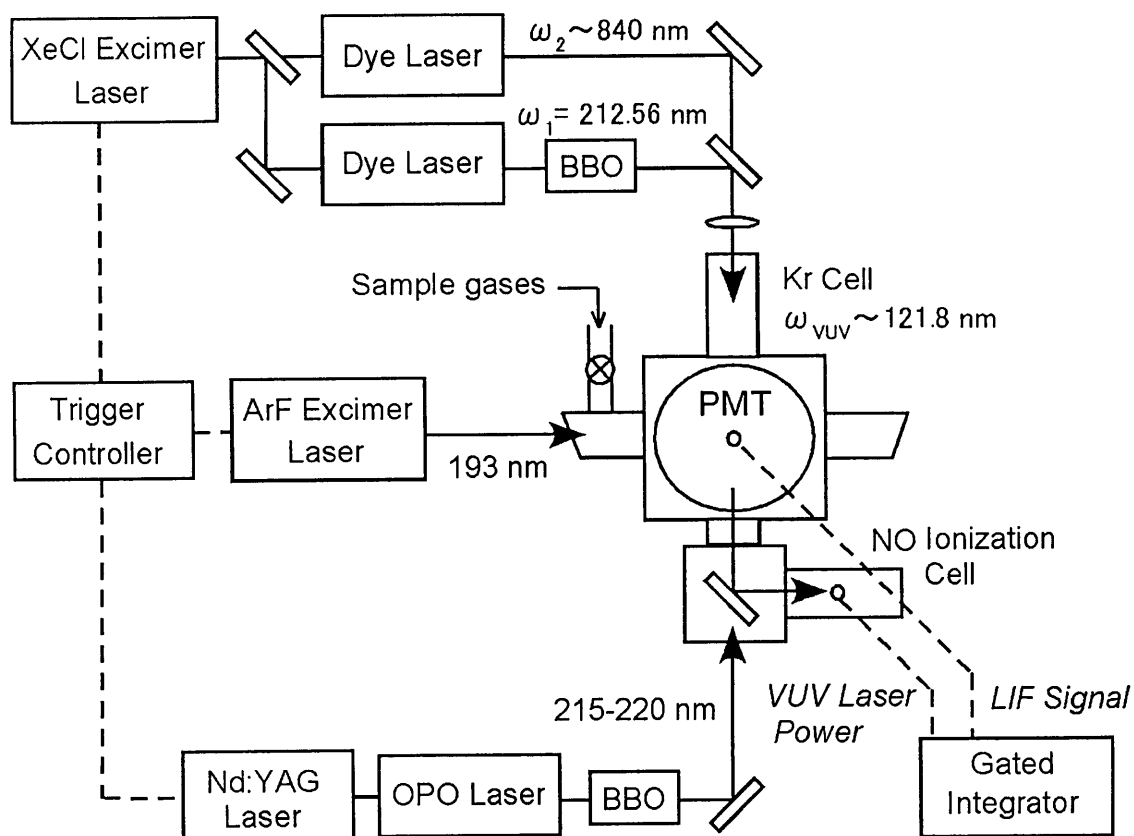 XeCl Excimer
Laser
Dye Laser
ω₂～840 nm
ω₁= 212.56 nm
Dye Laser
BBO
Sample gases
Kr Cell
ω_VUV～121.8 nm
Trigger
Controller
ArF Excimer
Laser
193 nm
PMT
NO Ionization
Cell
215-220 nm
VUV Laser
Power
LIF Signal
Nd:YAG
Laser
OPO Laser
BBO
Gated
Integrator